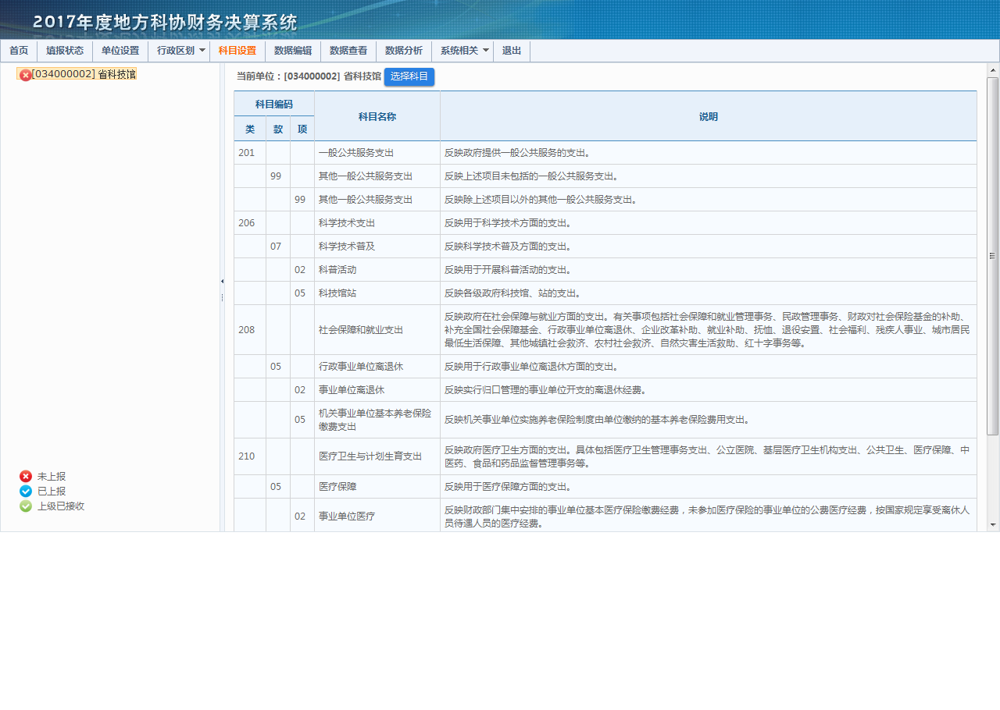 2017年度地方科协财务决算系统
首页 填报状态 单位设置 行政区划 科目设置 数据编辑 数据查看 数据分析 系统相关 退出
[034000002] 省科技馆
未上报
已上报
上级已接收
当前单位：[034000002] 省科技馆 选择科目
科目编码 科目名称 说明
类 款 项
201 一般公共服务支出 反映政府提供一般公共服务的支出。
99 其他一般公共服务支出 反映上述项目未包括的一般公共服务支出。
99 其他一般公共服务支出 反映除上述项目以外的其他一般公共服务支出。
206 科学技术支出 反映用于科学技术方面的支出。
07 科学技术普及 反映科学技术普及方面的支出。
02 科普活动 反映用于开展科普活动的支出。
05 科技馆站 反映各级政府科技馆、站的支出。
208 社会保障和就业支出 反映政府在社会保障与就业方面的支出。有关事项包括社会保障和就业管理事务、民政管理事务、财政对社会保险基金的补助、
补充全国社会保障基金、行政事业单位离退休、企业改革补助、就业补助、抚恤、退役安置、社会福利、残疾人事业、城市居民
最低生活保障、其他城镇社会救济、农村社会救济、自然灾害生活救助、红十字事务等。
05 行政事业单位离退休 反映用于行政事业单位离退休方面的支出。
02 事业单位离退休 反映实行归口管理的事业单位开支的离退休经费。
05 机关事业单位基本养老保险
缴费支出 反映机关事业单位实施养老保险制度由单位缴纳的基本养老保险费用支出。
210 医疗卫生与计划生育支出 反映政府医疗卫生方面的支出。具体包括医疗卫生管理事务支出、公立医院、基层医疗卫生机构支出、公共卫生、医疗保障、中
医药、食品和药品监督管理事务等。
05 医疗保障 反映用于医疗保障方面的支出。
02 事业单位医疗 反映财政部门集中安排的事业单位基本医疗保险缴费经费，未参加医疗保险的事业单位的公费医疗经费，按国家规定享受离休人
员待遇人员的医疗经费。